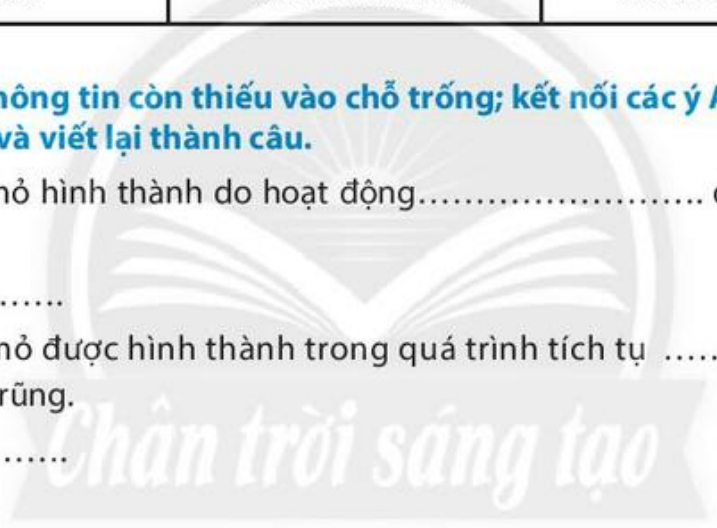 hông tin còn thiếu vào chỗ trống; kết nối các ý
và viết lại thành câu.
hỏ hình thành do hoạt động........................
......
hỏ được hình thành trong quá trình tích tụ .....
rũng.
......
Chân trời sáng tạo